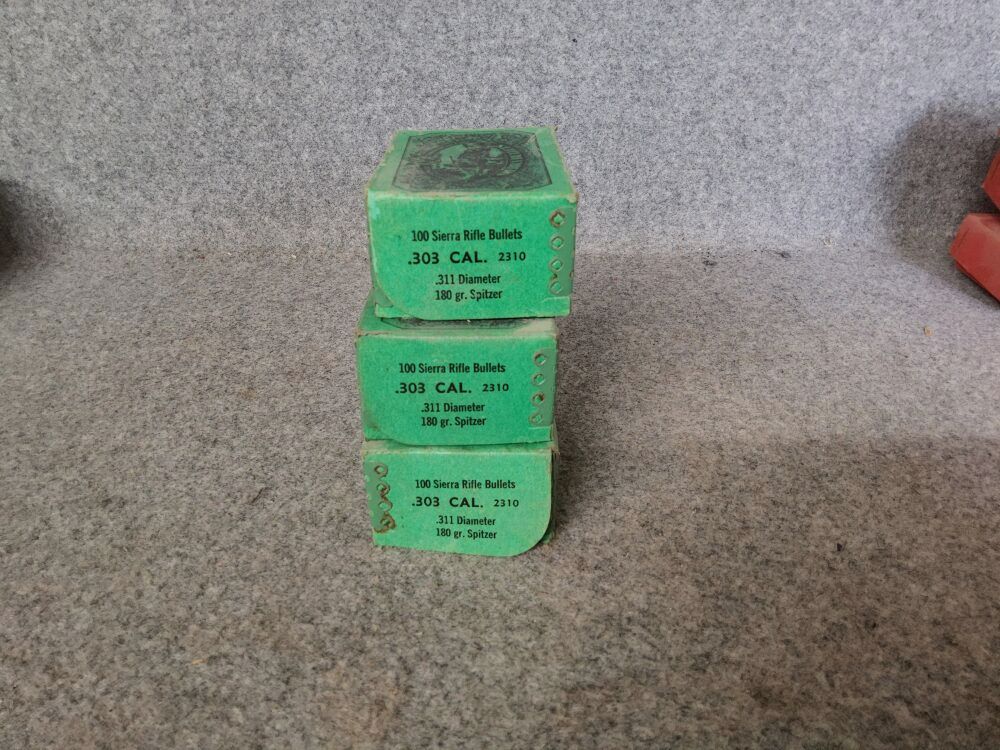 100 Sierra Rifle Bullets
.303 CAL. 2310
.311 Diameter
180 gr. Spitzer
100 Sierra Rifle Bullets
.303 CAL. 2310
.311 Diameter
180 gr. Spitzer
100 Sierra Rifle Bullets
.303 CAL. 2310
.311 Diameter
180 gr. Spitzer